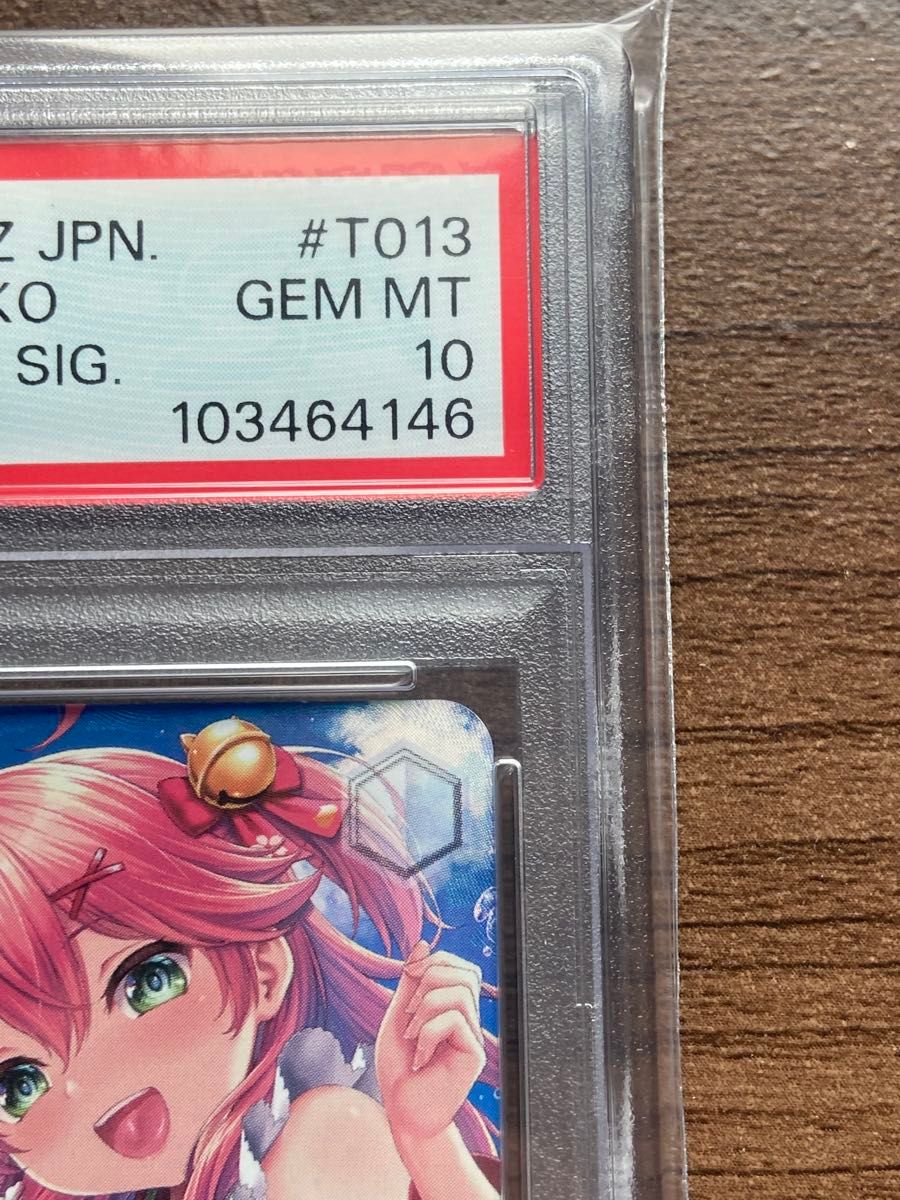 Z JPN. #T013
KO GEM MT
SIG. 10
103464146